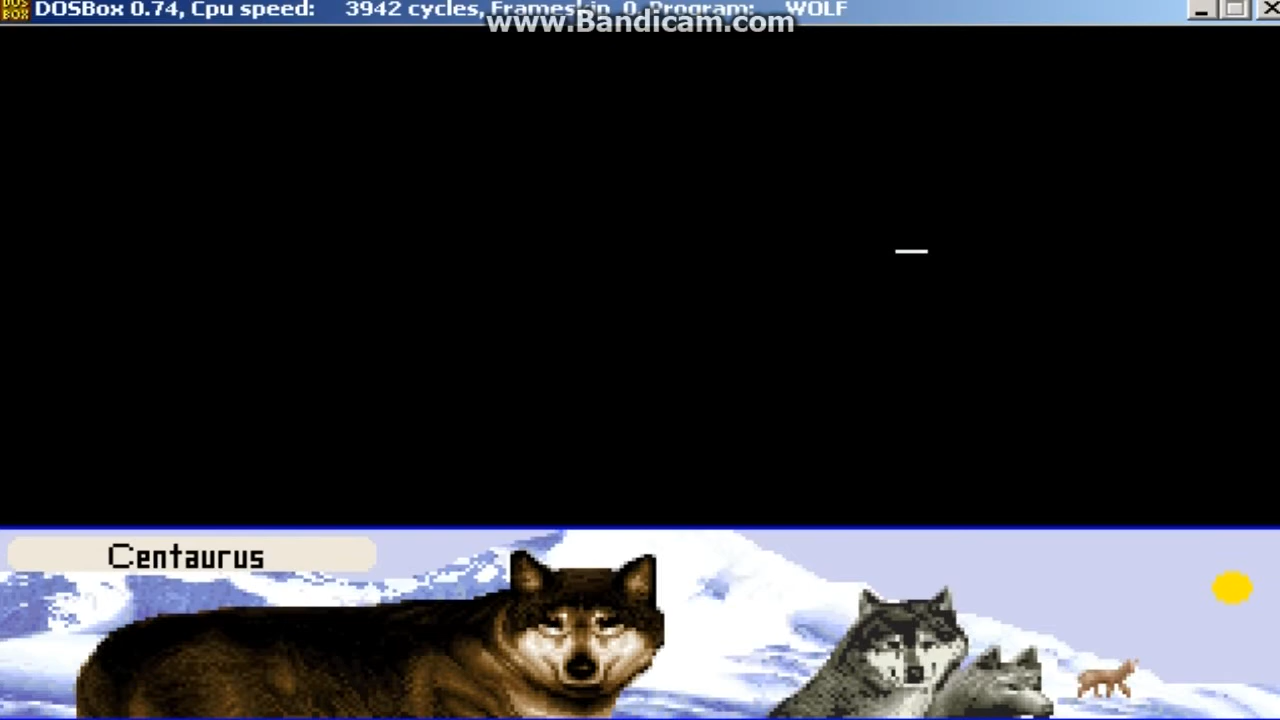 DOSBox 0.74, Cpu speed: 3942 cycles, Frameskip 0, Program: WOLF
www.Bandicam.com
Centaurus